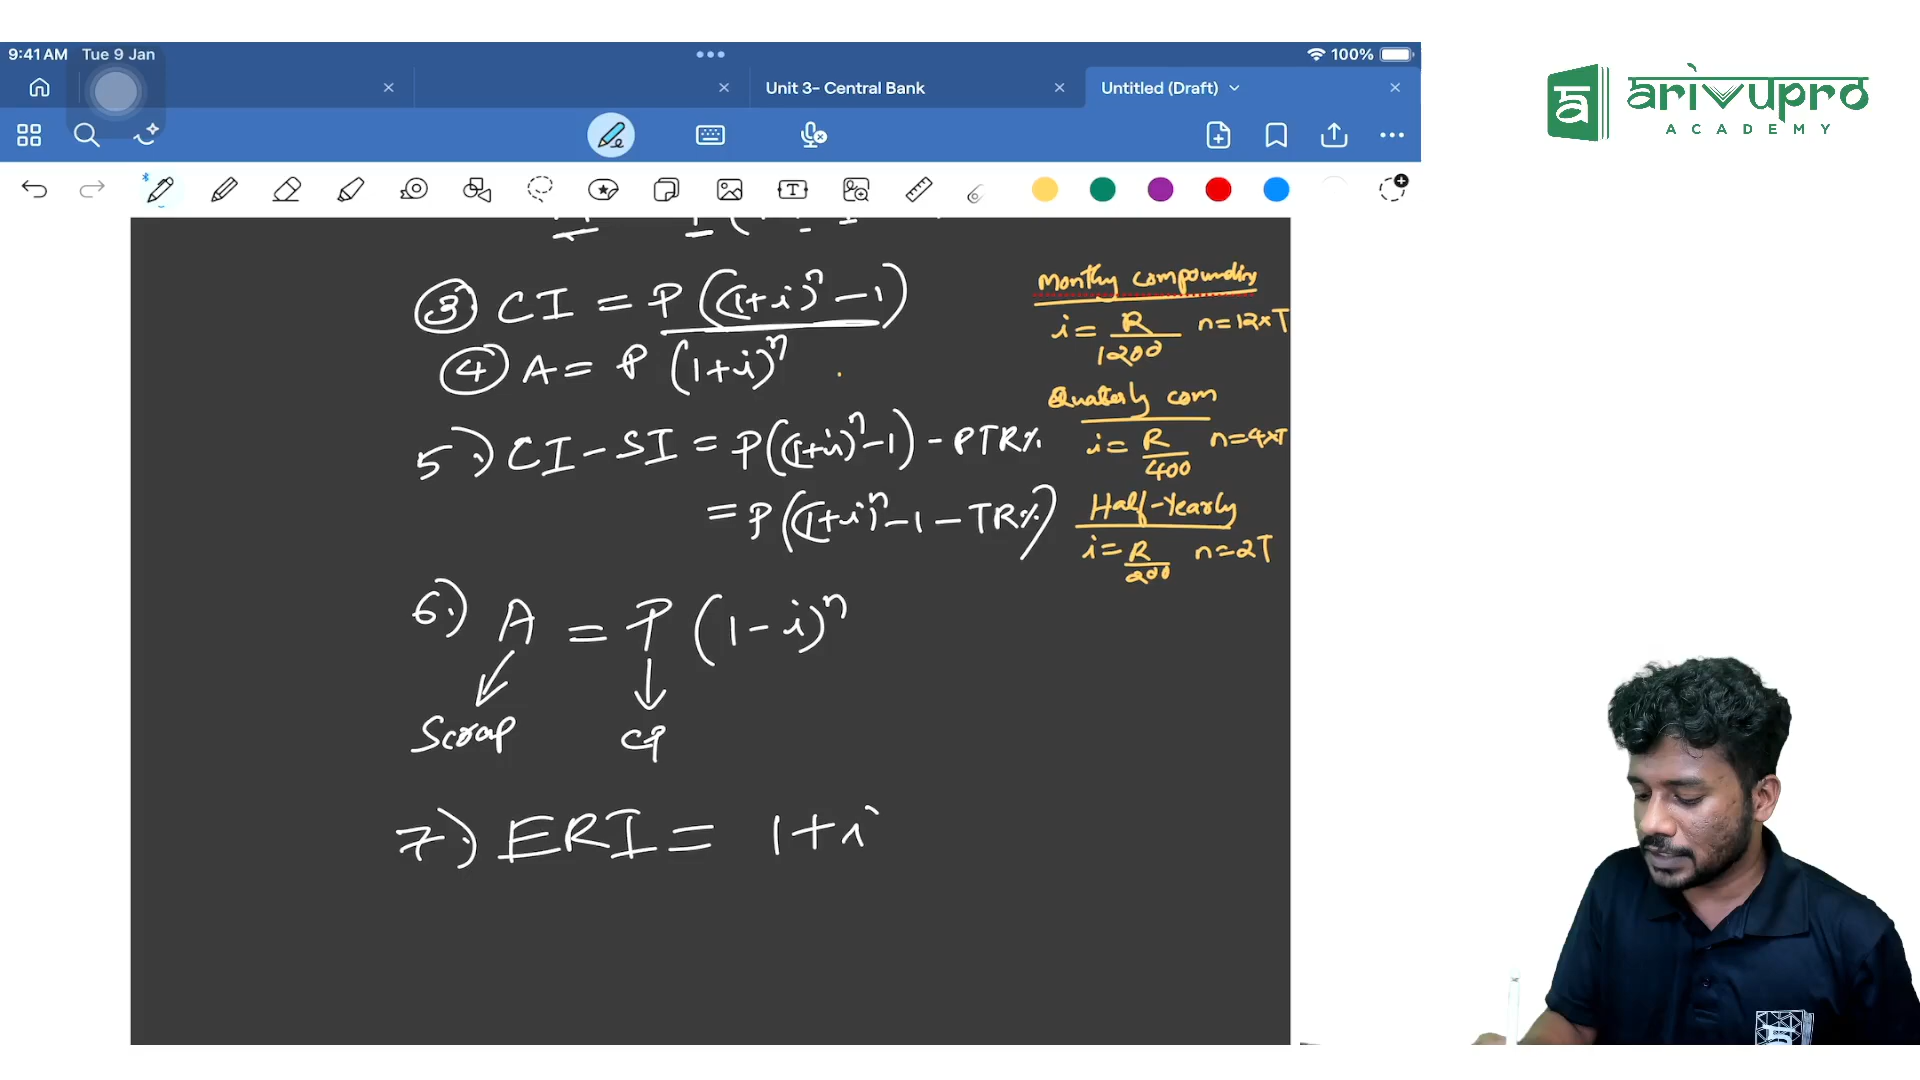 9:41 AM Tue 9 Jan
100%
Unit 3- Central Bank
Untitled (Draft)
arivupro
ACADEMY
③ CI = P((1+i)^n - 1)
④ A = P (1+i)^n
5.) CI - SI = P((1+i)^n - 1) - PTR%
= P((1+i)^n - 1 - TR%)
6.) A = P (1 - i)^n
Scrap CP
7.) ERI = 1+i
Monthy compounding
i = R/1200 n=12×T
Quaterly com
i = R/400 n=4×T
Half-Yearly
i = R/200 n=2T